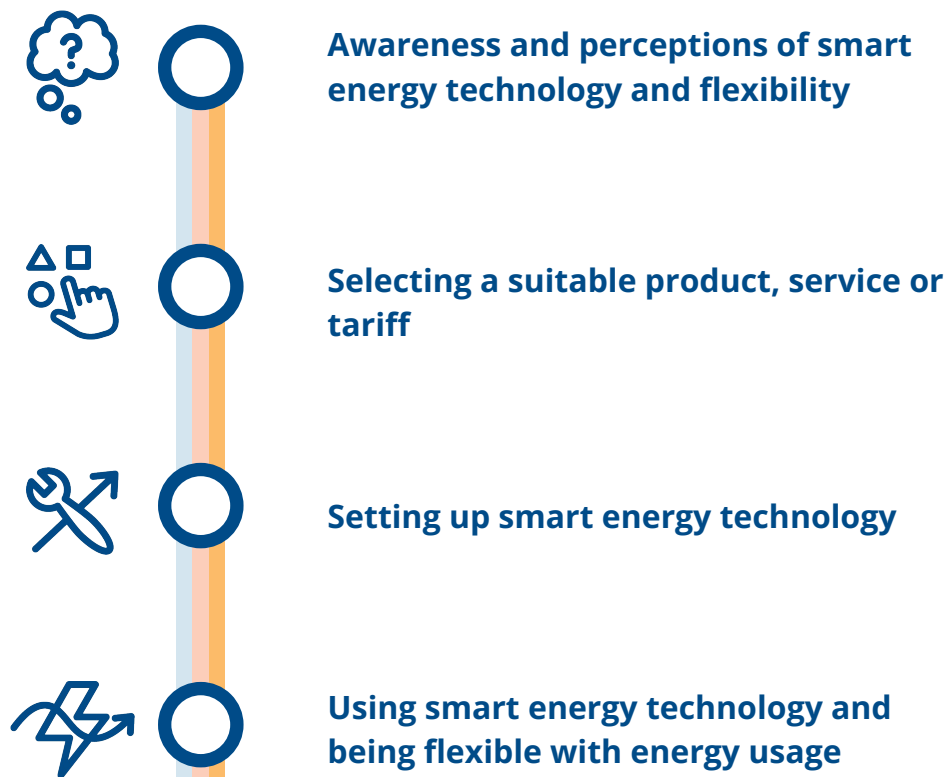 ?
Awareness and perceptions of smart
energy technology and flexibility
Selecting a suitable product, service or
tariff
Setting up smart energy technology
Using smart energy technology and
being flexible with energy usage